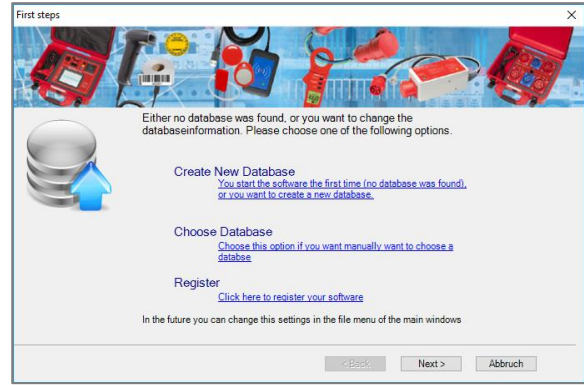 First steps
Either no database was found, or you want to change the
databaseinformation. Please choose one of the following options.
Create New Database
You start the software the first time (no database was found),
or you want to create a new database.
Choose Database
Choose this option if you want manually want to choose a
databse
Register
Click here to register your software
In the future you can change this settings in the file menu of the main windows
< Back
Next >
Abbruch